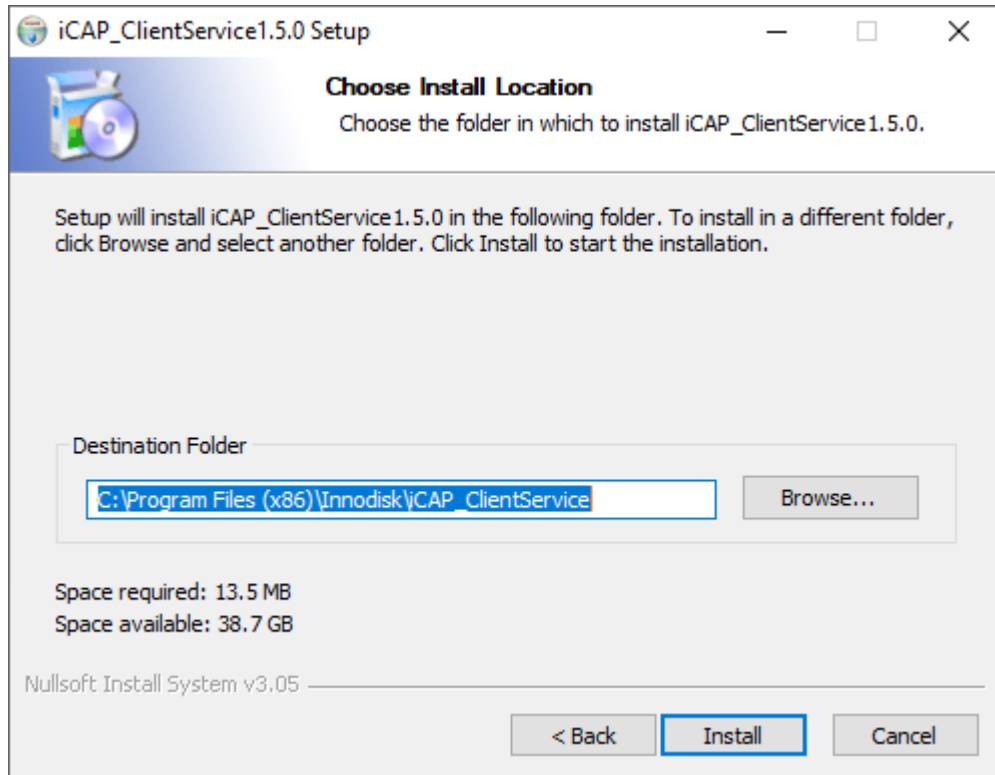 iCAP_ClientService1.5.0 Setup
Choose Install Location
Choose the folder in which to install iCAP_ClientService1.5.0.
Setup will install iCAP_ClientService1.5.0 in the following folder. To install in a different folder,
click Browse and select another folder. Click Install to start the installation.
Destination Folder
C:\Program Files (x86)\Innodisk\iCAP_ClientService
Browse...
Space required: 13.5 MB
Space available: 38.7 GB
Nullsoft Install System v3.05
< Back
Install
Cancel